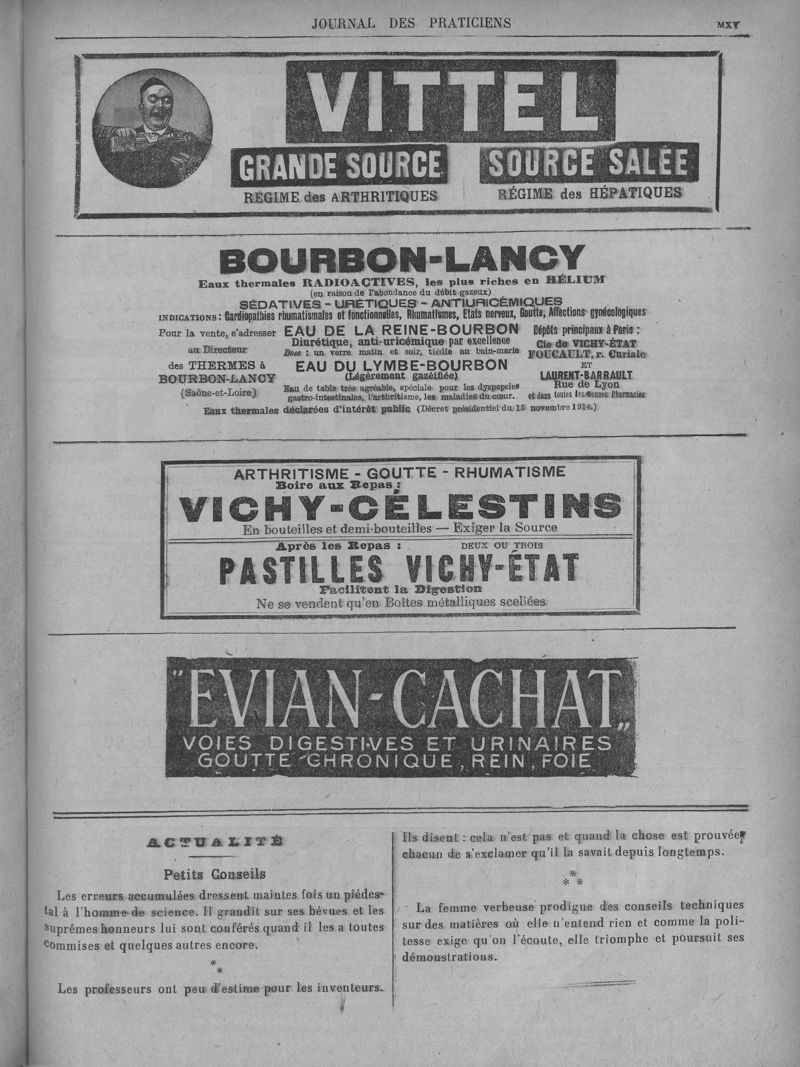 JOURNAL DES PRATICIENS
MXV
VITTEL
GRANDE SOURCE
RÉGIME des ARTHRITIQUES
SOURCE SALÉE
RÉGIME des HÉPATIQUES
BOURBON-LANCY
Eaux thermales RADIOACTIVES, les plus riches en HÉLIUM
(en raison de l'abondance du débit gazeux)
SÉDATIVES - URÉTIQUES - ANTIURICÉMIQUES
INDICATIONS : Cardiopathies rhumatismales et fonctionnelles, Rhumatismes, Etats nerveux, Goutte, Affections gynécologiques
Pour la vente, s'adresser
au Directeur
des THERMES à
BOURBON-LANCY
(Saône-et-Loire)
EAU DE LA REINE-BOURBON
Diurétique, anti-uricémique par excellence
Dose : un verre matin et soir, tiédie au bain-marie
EAU DU LYMBE-BOURBON
(Légèrement gazéifiée)
Eau de table très agréable, spéciale pour les dyspepsies
gastro-intestinales, l'arthritisme, les maladies du cœur.
Dépôts principaux à Paris :
Cie de VICHY-ÉTAT
FOUCAULT, r. Curiale
ET
LAURENT-BARRAULT
Rue de Lyon
et dans toutes les bonnes Pharmacies
Eaux thermales déclarées d'intérêt public (Décret présidentiel du 15 novembre 1914.)
ARTHRITISME - GOUTTE - RHUMATISME
Boire aux Repas :
VICHY-CÉLESTINS
En bouteilles et demi-bouteilles — Exiger la Source
Après les Repas : DEUX OU TROIS
PASTILLES VICHY-ÉTAT
Facilitent la Digestion
Ne se vendent qu'en Boîtes métalliques scellées
"EVIAN-CACHAT„
VOIES DIGESTIVES ET URINAIRES
GOUTTE CHRONIQUE, REIN, FOIE
ACTUALITÉ
Petits Conseils
Les erreurs accumulées dressent maintes fois un piédes-
tal à l'homme de science. Il grandit sur ses bévues et les
suprêmes honneurs lui sont conférés quand il les a toutes
commises et quelques autres encore.
*
*
Les professeurs ont peu d'estime pour les inventeurs.
Ils disent : cela n'est pas et quand la chose est prouvée,
chacun de s'exclamer qu'il la savait depuis longtemps.
*
* *
La femme verbeuse prodigue des conseils techniques
sur des matières où elle n'entend rien et comme la poli-
tesse exige qu'on l'écoute, elle triomphe et poursuit ses
démonstrations.